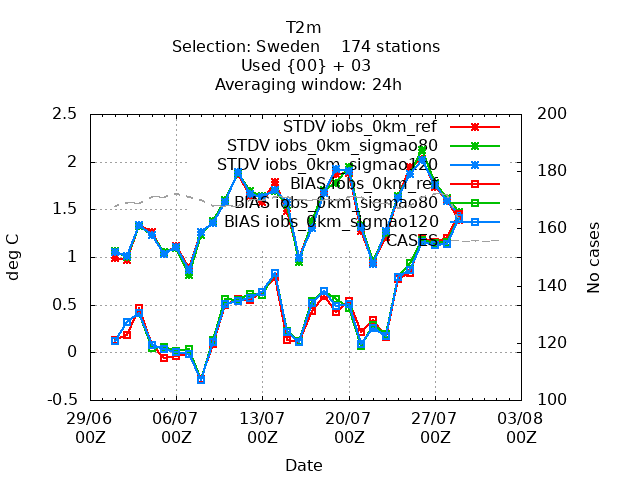 T2m
Selection: Sweden    174 stations
Used {00} + 03
Averaging window: 24h
STDV iobs_0km_ref
STDV iobs_0km_sigmao80
STDV iobs_0km_sigmao120
BIAS iobs_0km_ref
BIAS iobs_0km_sigmao80
BIAS iobs_0km_sigmao120
CASES
2.5
2
1.5
1
0.5
0
-0.5
deg C
200
180
160
140
120
100
No cases
29/06 06/07 13/07 20/07 27/07 03/08
00Z 00Z 00Z 00Z 00Z 00Z
Date